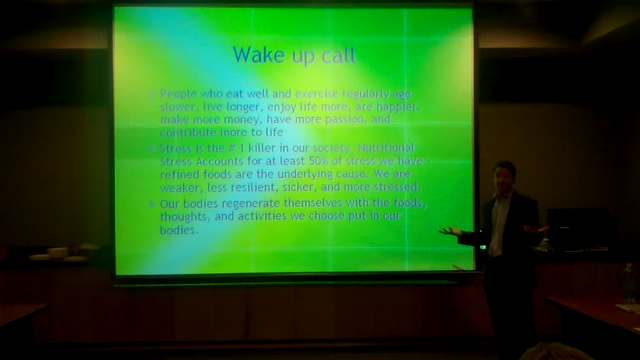 Wake up call
People who eat well and exercise regularly age
slower, live longer, enjoy life more, are happier,
make more money, have more passion, and
contribute more to life
Stress is the # 1 killer in our society. Nutritional
Stress Accounts for at least 50% of stress we have -
refined foods are the underlying cause. We are
weaker, less resilient, sicker, and more stressed.
Our bodies regenerate themselves with the foods,
thoughts, and activities we choose put in our
bodies.